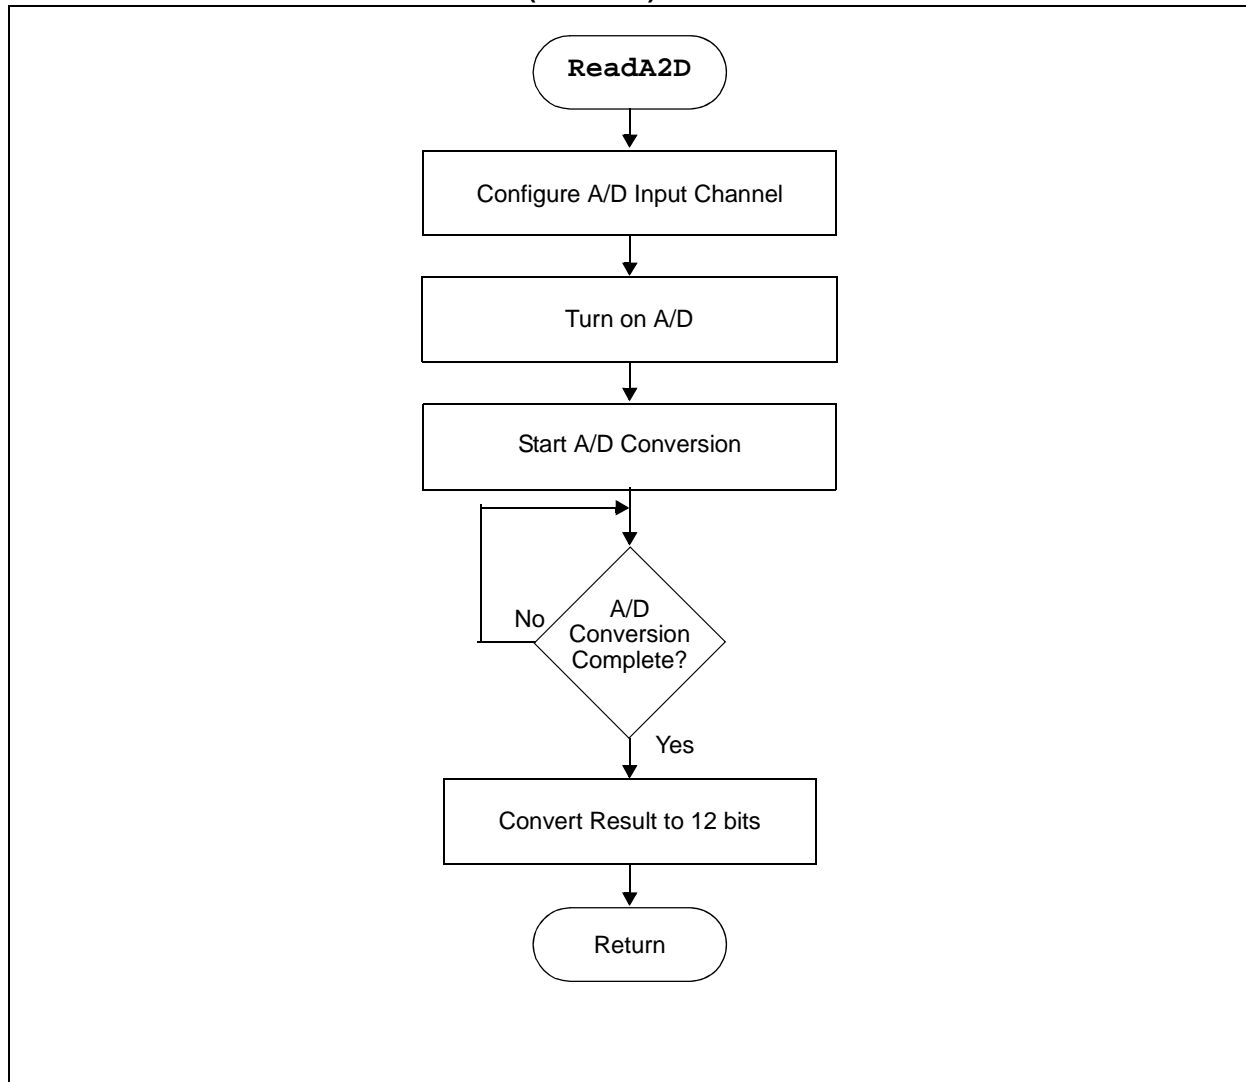 ReadA2D
Configure A/D Input Channel
Turn on A/D
Start A/D Conversion
No
A/D
Conversion
Complete?
Yes
Convert Result to 12 bits
Return